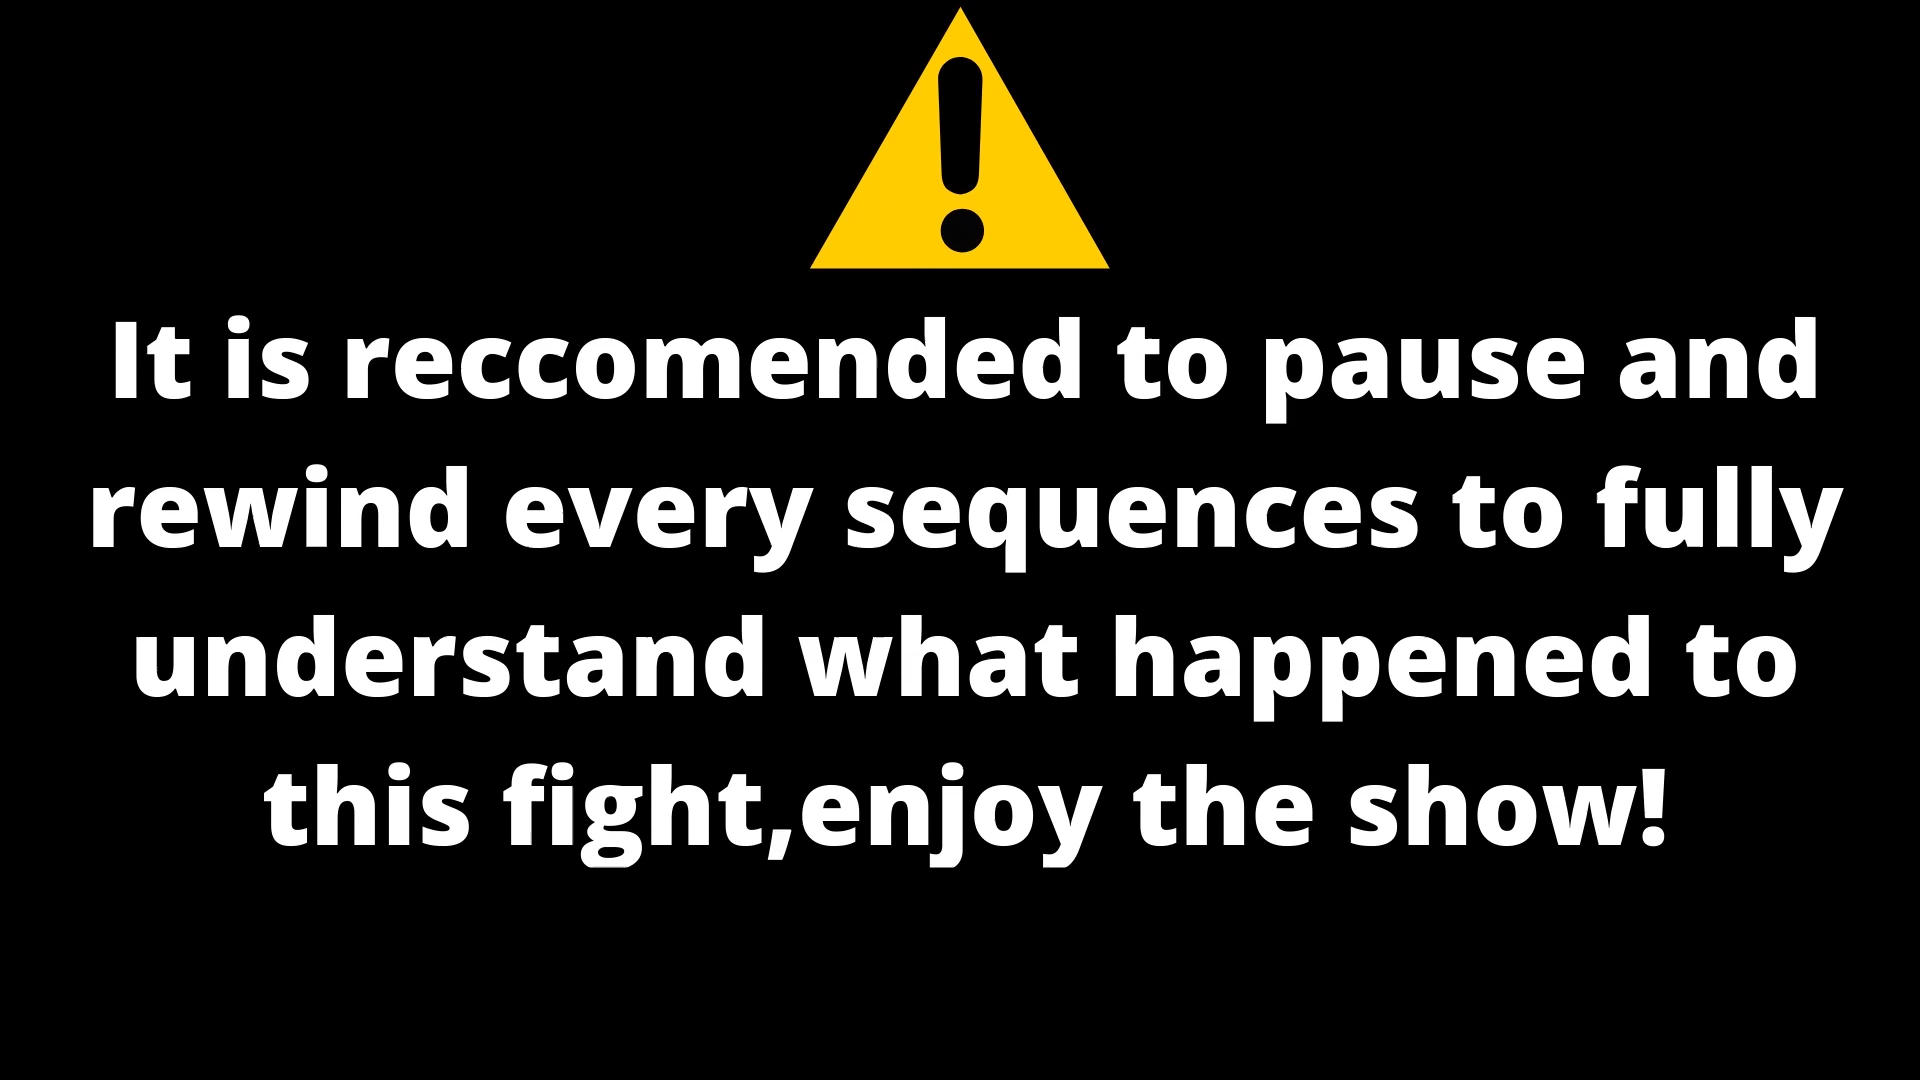 It is reccomended to pause and
rewind every sequences to fully
understand what happened to
this fight,enjoy the show!